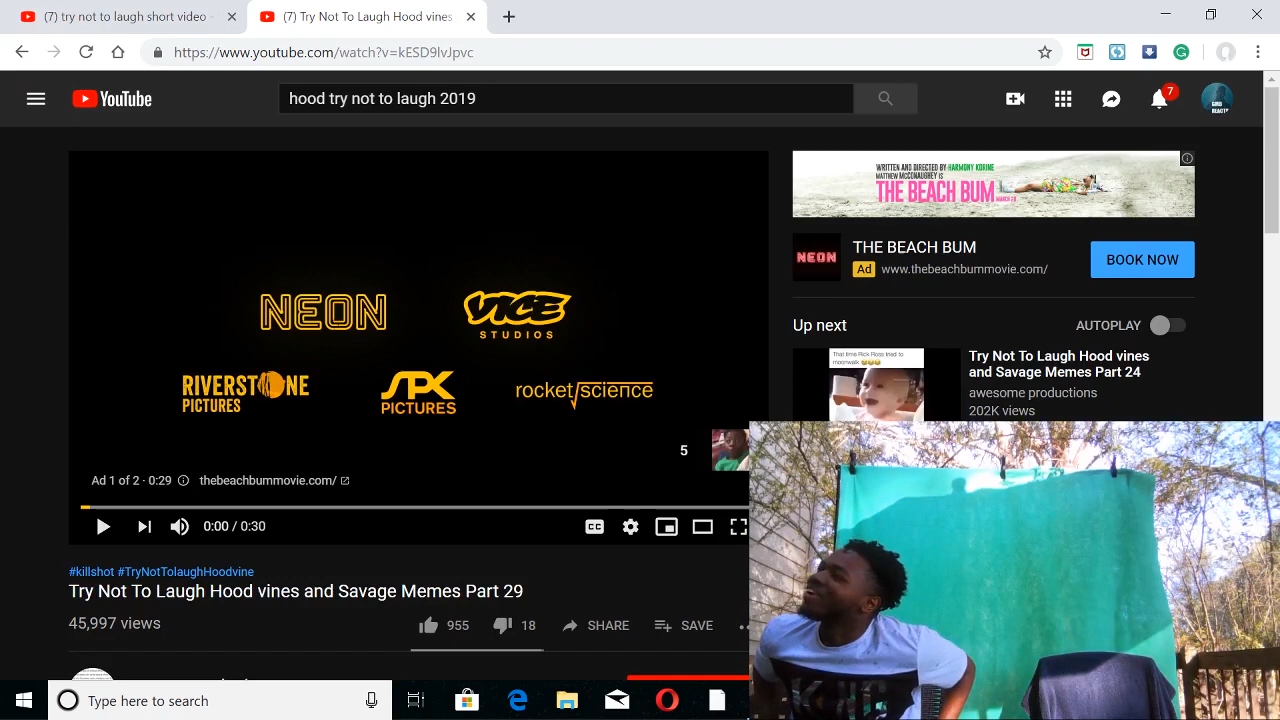 (7) try not to laugh short video -
(7) Try Not To Laugh Hood vines
https://www.youtube.com/watch?v=kESD9lvJpvc
YouTube
hood try not to laugh 2019
7
WRITTEN AND DIRECTED BY HARMONY KORINE
MATTHEW McCONAUGHEY IS
THE BEACH BUM
NEON
THE BEACH BUM
Ad www.thebeachbummovie.com/
BOOK NOW
NEON
VICE
STUDIOS
RIVERSTONE
PICTURES
SPK
PICTURES
rocket science
Up next
AUTOPLAY
That time Rick Ross tried to
moonwalk
Try Not To Laugh Hood vines
and Savage Memes Part 24
awesome productions
202K views
5
Ad 1 of 2 · 0:29
thebeachbummovie.com/
0:00 / 0:30
CC
#killshot #TryNotTolaughHoodvine
Try Not To Laugh Hood vines and Savage Memes Part 29
45,997 views
955
18
SHARE
SAVE
Type here to search